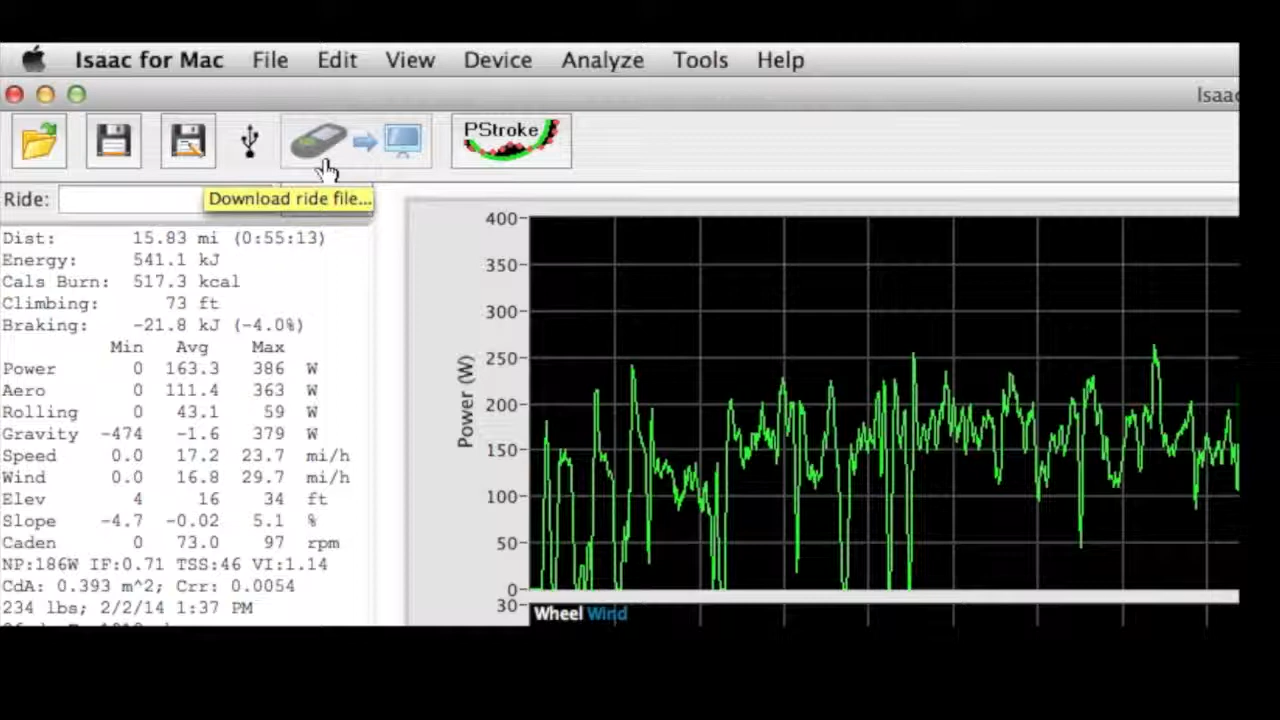 Isaac for Mac File Edit View Device Analyze Tools Help
Isaac
PStroke
Ride:
Download ride file...
Dist: 15.83 mi (0:55:13)
Energy: 541.1 kJ
Cals Burn: 517.3 kcal
Climbing: 73 ft
Braking: -21.8 kJ (-4.0%)
Min Avg Max
Power 0 163.3 386 W
Aero 0 111.4 363 W
Rolling 0 43.1 59 W
Gravity -474 -1.6 379 W
Speed 0.0 17.2 23.7 mi/h
Wind 0.0 16.8 29.7 mi/h
Elev 4 16 34 ft
Slope -4.7 -0.02 5.1 %
Caden 0 73.0 97 rpm
NP:186W IF:0.71 TSS:46 VI:1.14
CdA: 0.393 m^2; Crr: 0.0054
234 lbs; 2/2/14 1:37 PM
400
350
300
250
200
150
100
50
0
Power (W)
30
Wheel Wind